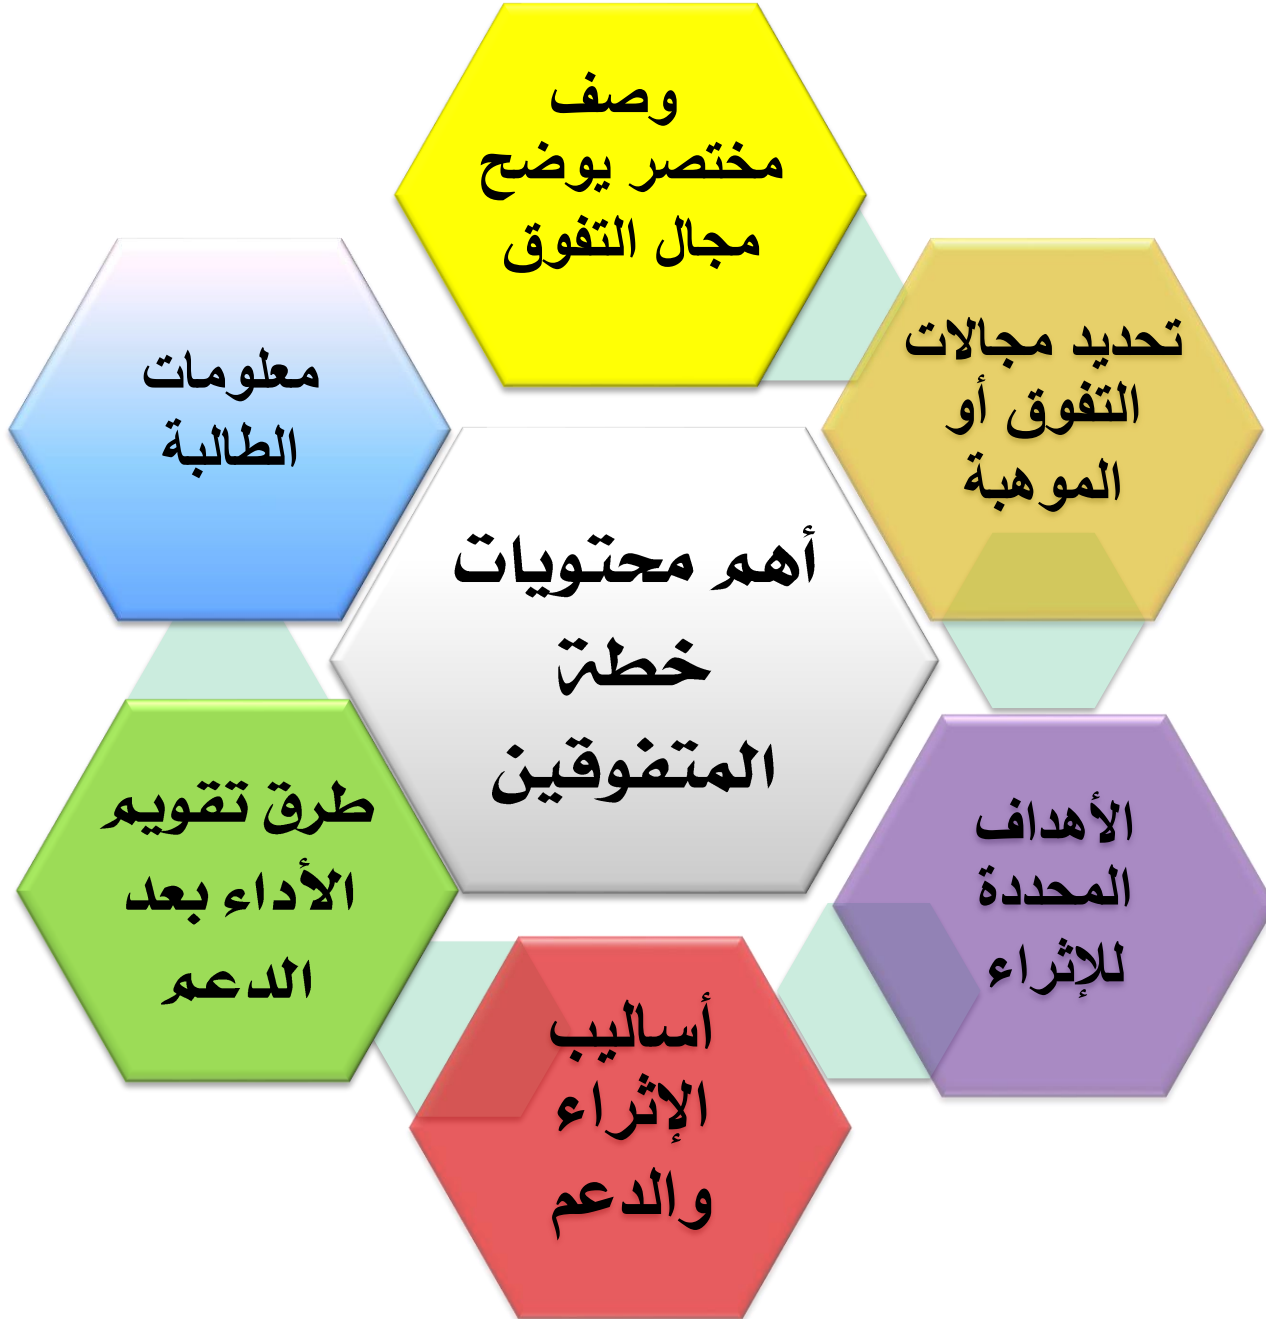 وصف
مختصر يوضح
مجال التفوق
تحديد مجالات
التفوق أو
الموهبة
معلومات
الطالبة
أهم محتويات
خطة
المتفوقين
الأهداف
المحددة
للإثراء
طرق تقويم
الأداء بعد
الدعم
أساليب
الإثراء
والدعم